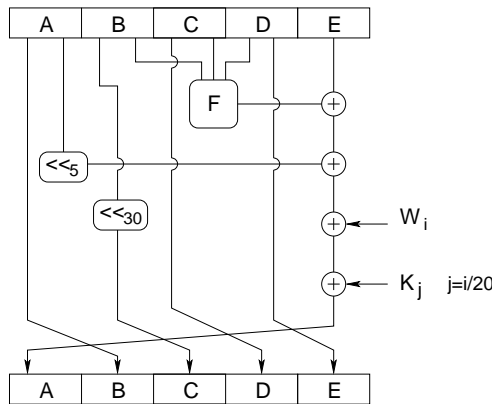 A B C D E
F
+
<<5
+
<<30
+ W i
+ K j j=i/20
A B C D E